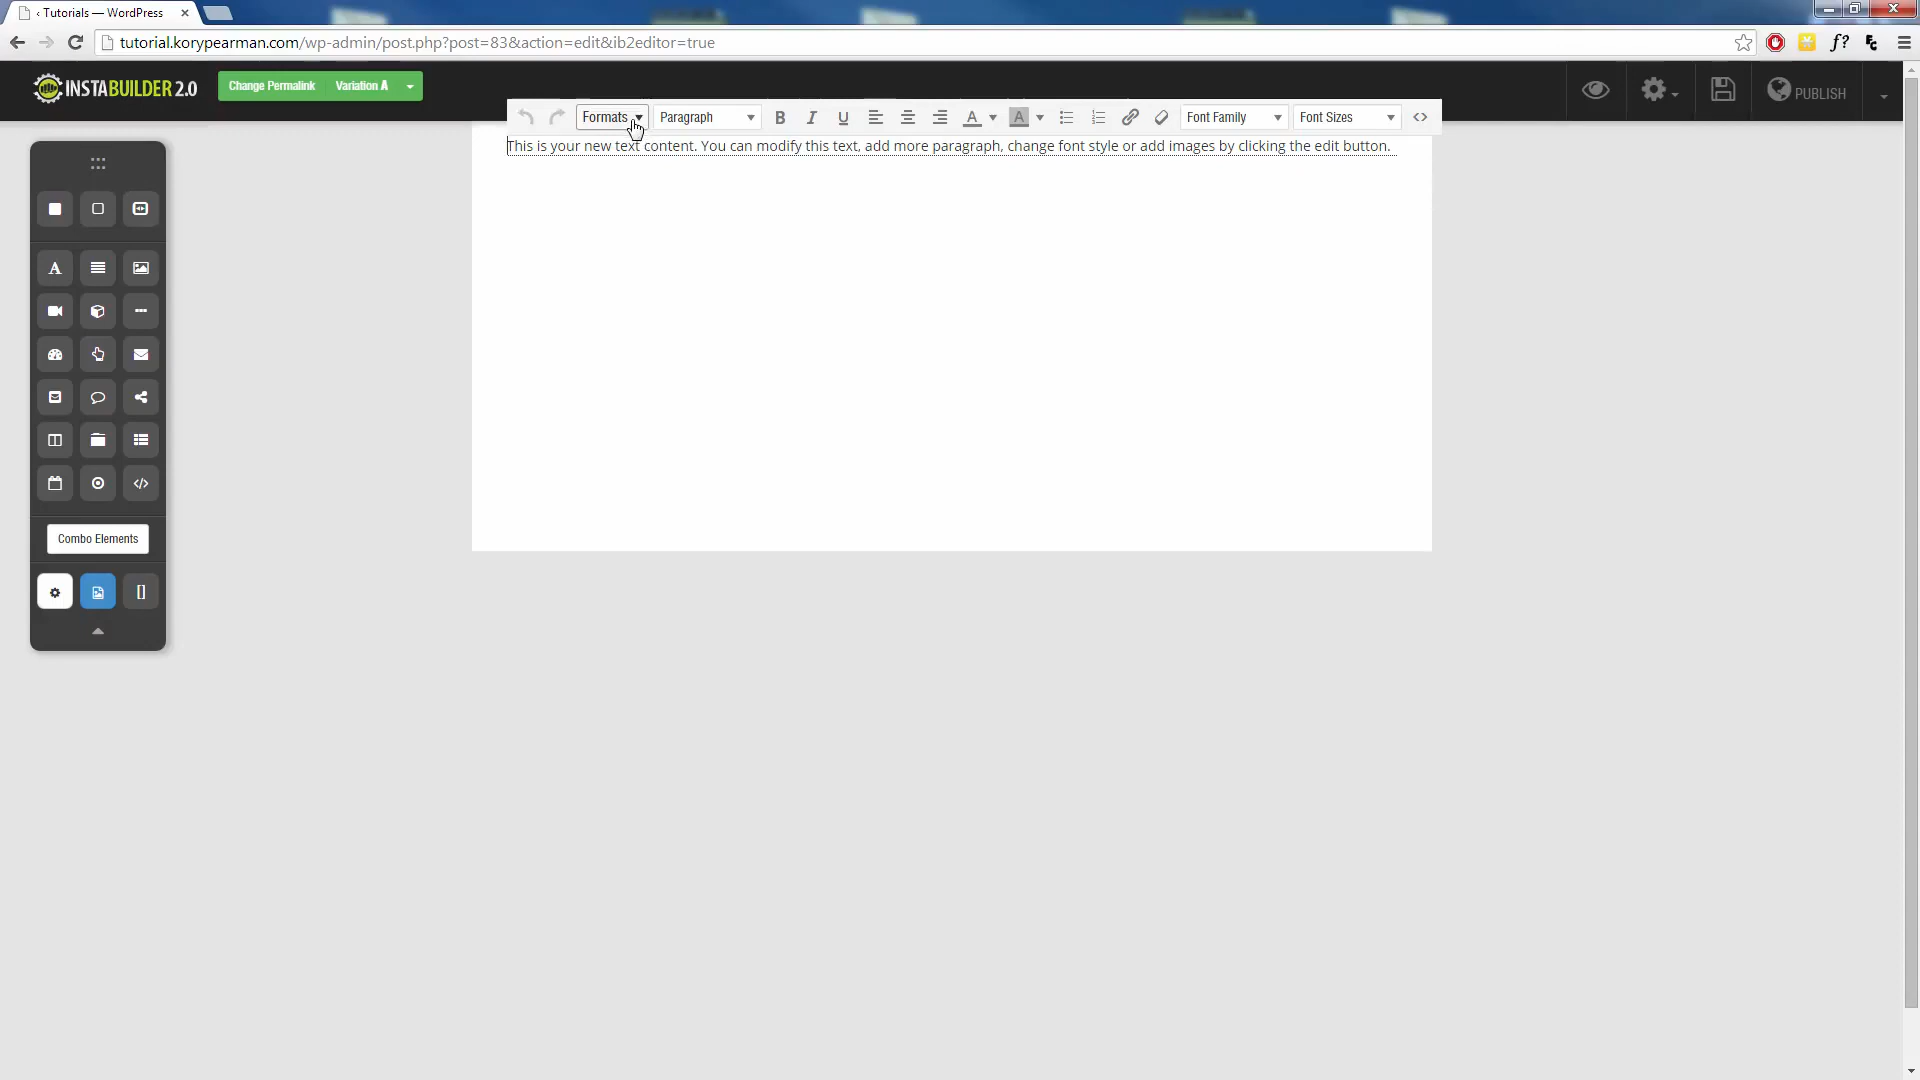 ‹ Tutorials — WordPress
tutorial.korypearman.com/wp-admin/post.php?post=83&action=edit&ib2editor=true
f?
INSTABUILDER 2.0
Change Permalink
Variation A
PUBLISH
Formats
Paragraph
B
I
U
A
A
Font Family
Font Sizes
This is your new text content. You can modify this text, add more paragraph, change font style or add images by clicking the edit button.
A
Combo Elements
[]